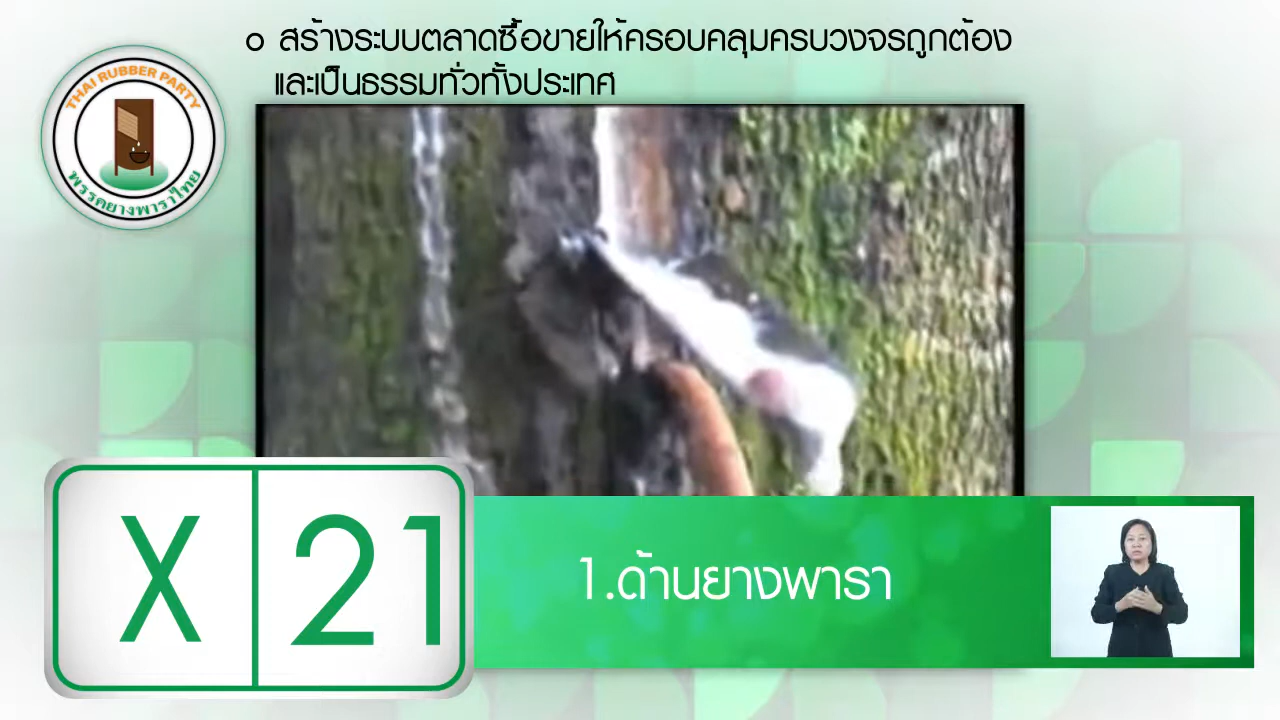 o สร้างระบบตลาดซื้อขายให้ครอบคลุมครบวงจรถูกต้อง
และเป็นธรรมทั่วทั้งประเทศ
THAI RUBBER PARTY
พรรคยางพาราไทย
X 21
1.ด้านยางพารา